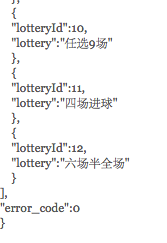 },
{
"lotteryId":10,
"lottery":"任选9场"
},
{
"lotteryId":11,
"lottery":"四场进球"
},
{
"lotteryId":12,
"lottery":"六场半全场"
}
],
"error_code":0
}